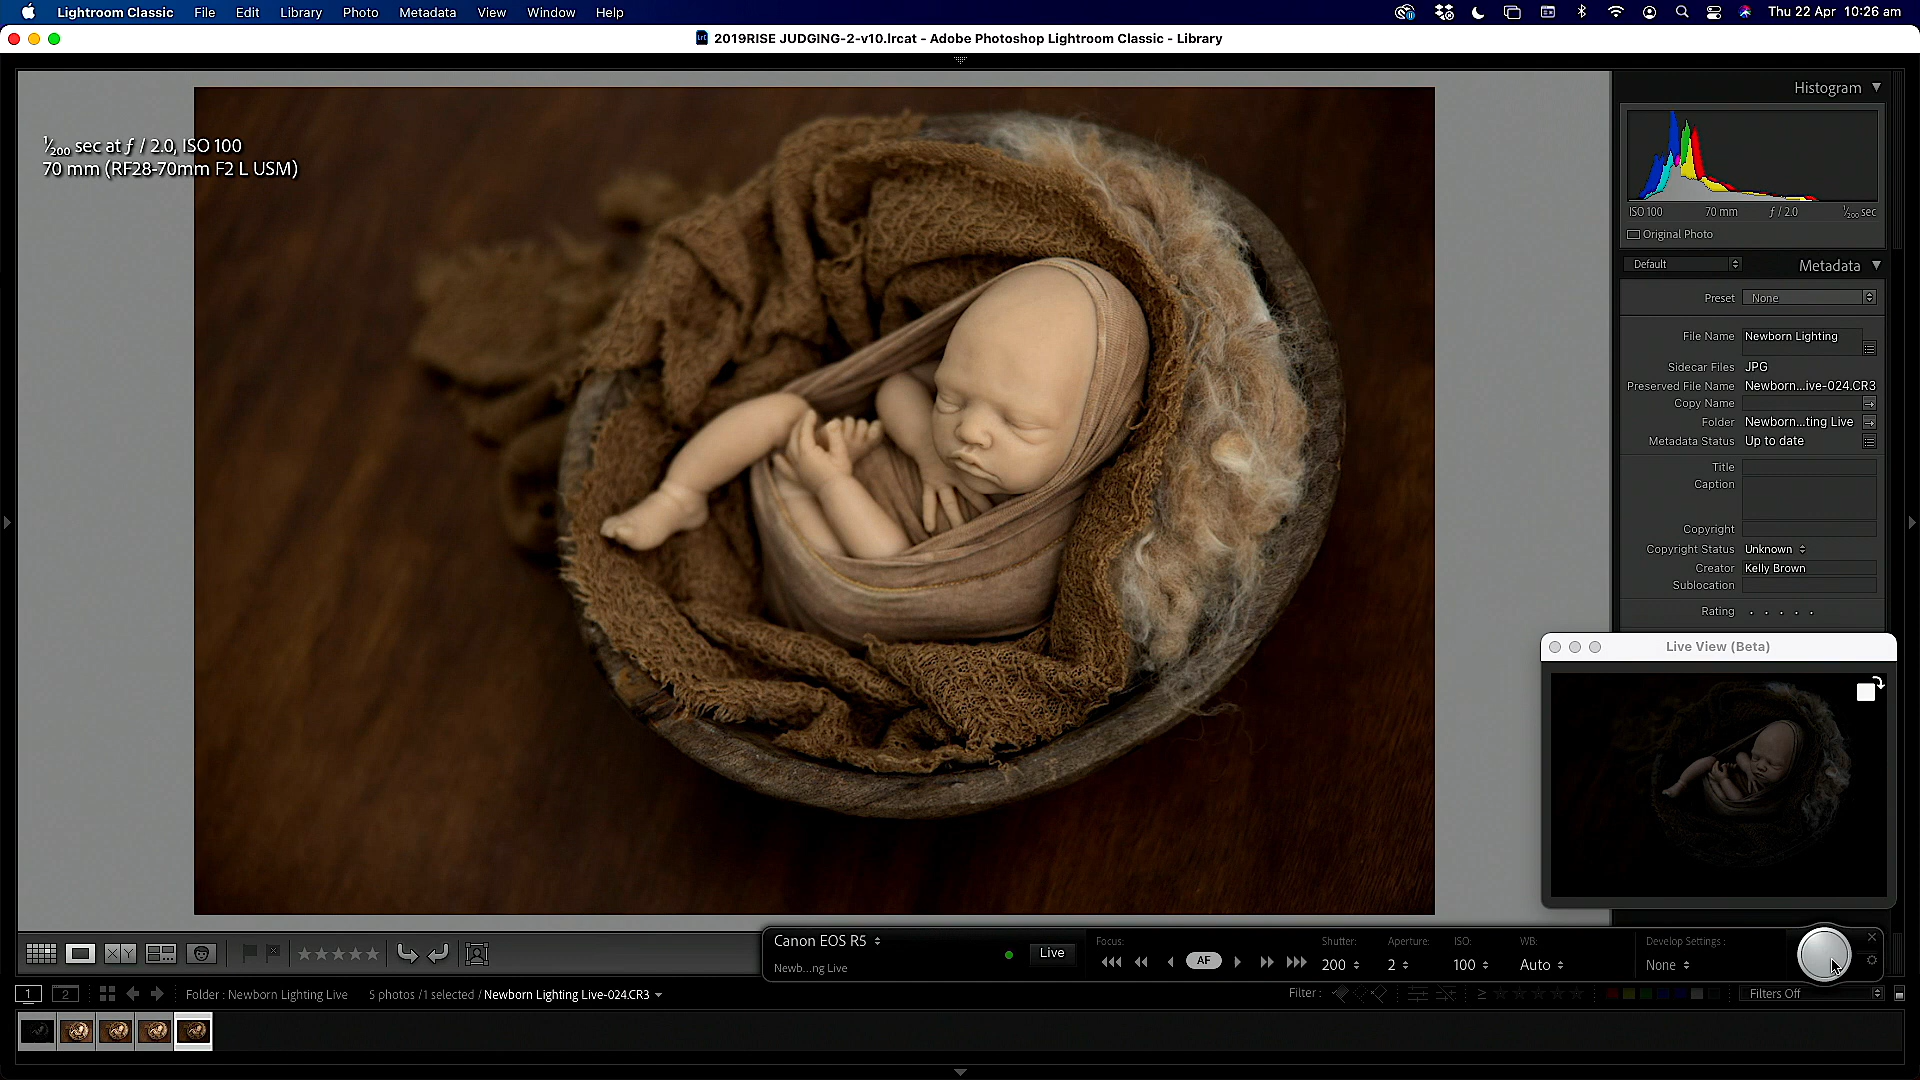 Lightroom Classic File Edit Library Photo Metadata View Window Help Thu 22 Apr 10:26 am
2019RISE JUDGING-2-v10.lrcat - Adobe Photoshop Lightroom Classic - Library
1/200 sec at ƒ / 2.0, ISO 100
70 mm (RF28-70mm F2 L USM)
Histogram
ISO 100 70 mm ƒ / 2.0 1/200 sec
Original Photo
Default Metadata
Preset None
File Name Newborn Lighting
Sidecar Files JPG
Preserved File Name Newborn...ive-024.CR3
Copy Name
Folder Newborn...ting Live
Metadata Status Up to date
Title
Caption
Copyright
Copyright Status Unknown
Creator Kelly Brown
Sublocation
Rating
Live View (Beta)
Canon EOS R5 Live Focus: AF Shutter: Aperture: ISO: WB: Develop Settings :
Newb...ng Live 200 2 100 Auto None
X Y
1 2 Folder : Newborn Lighting Live 5 photos /1 selected / Newborn Lighting Live-024.CR3 Filter : ≥ Filters Off